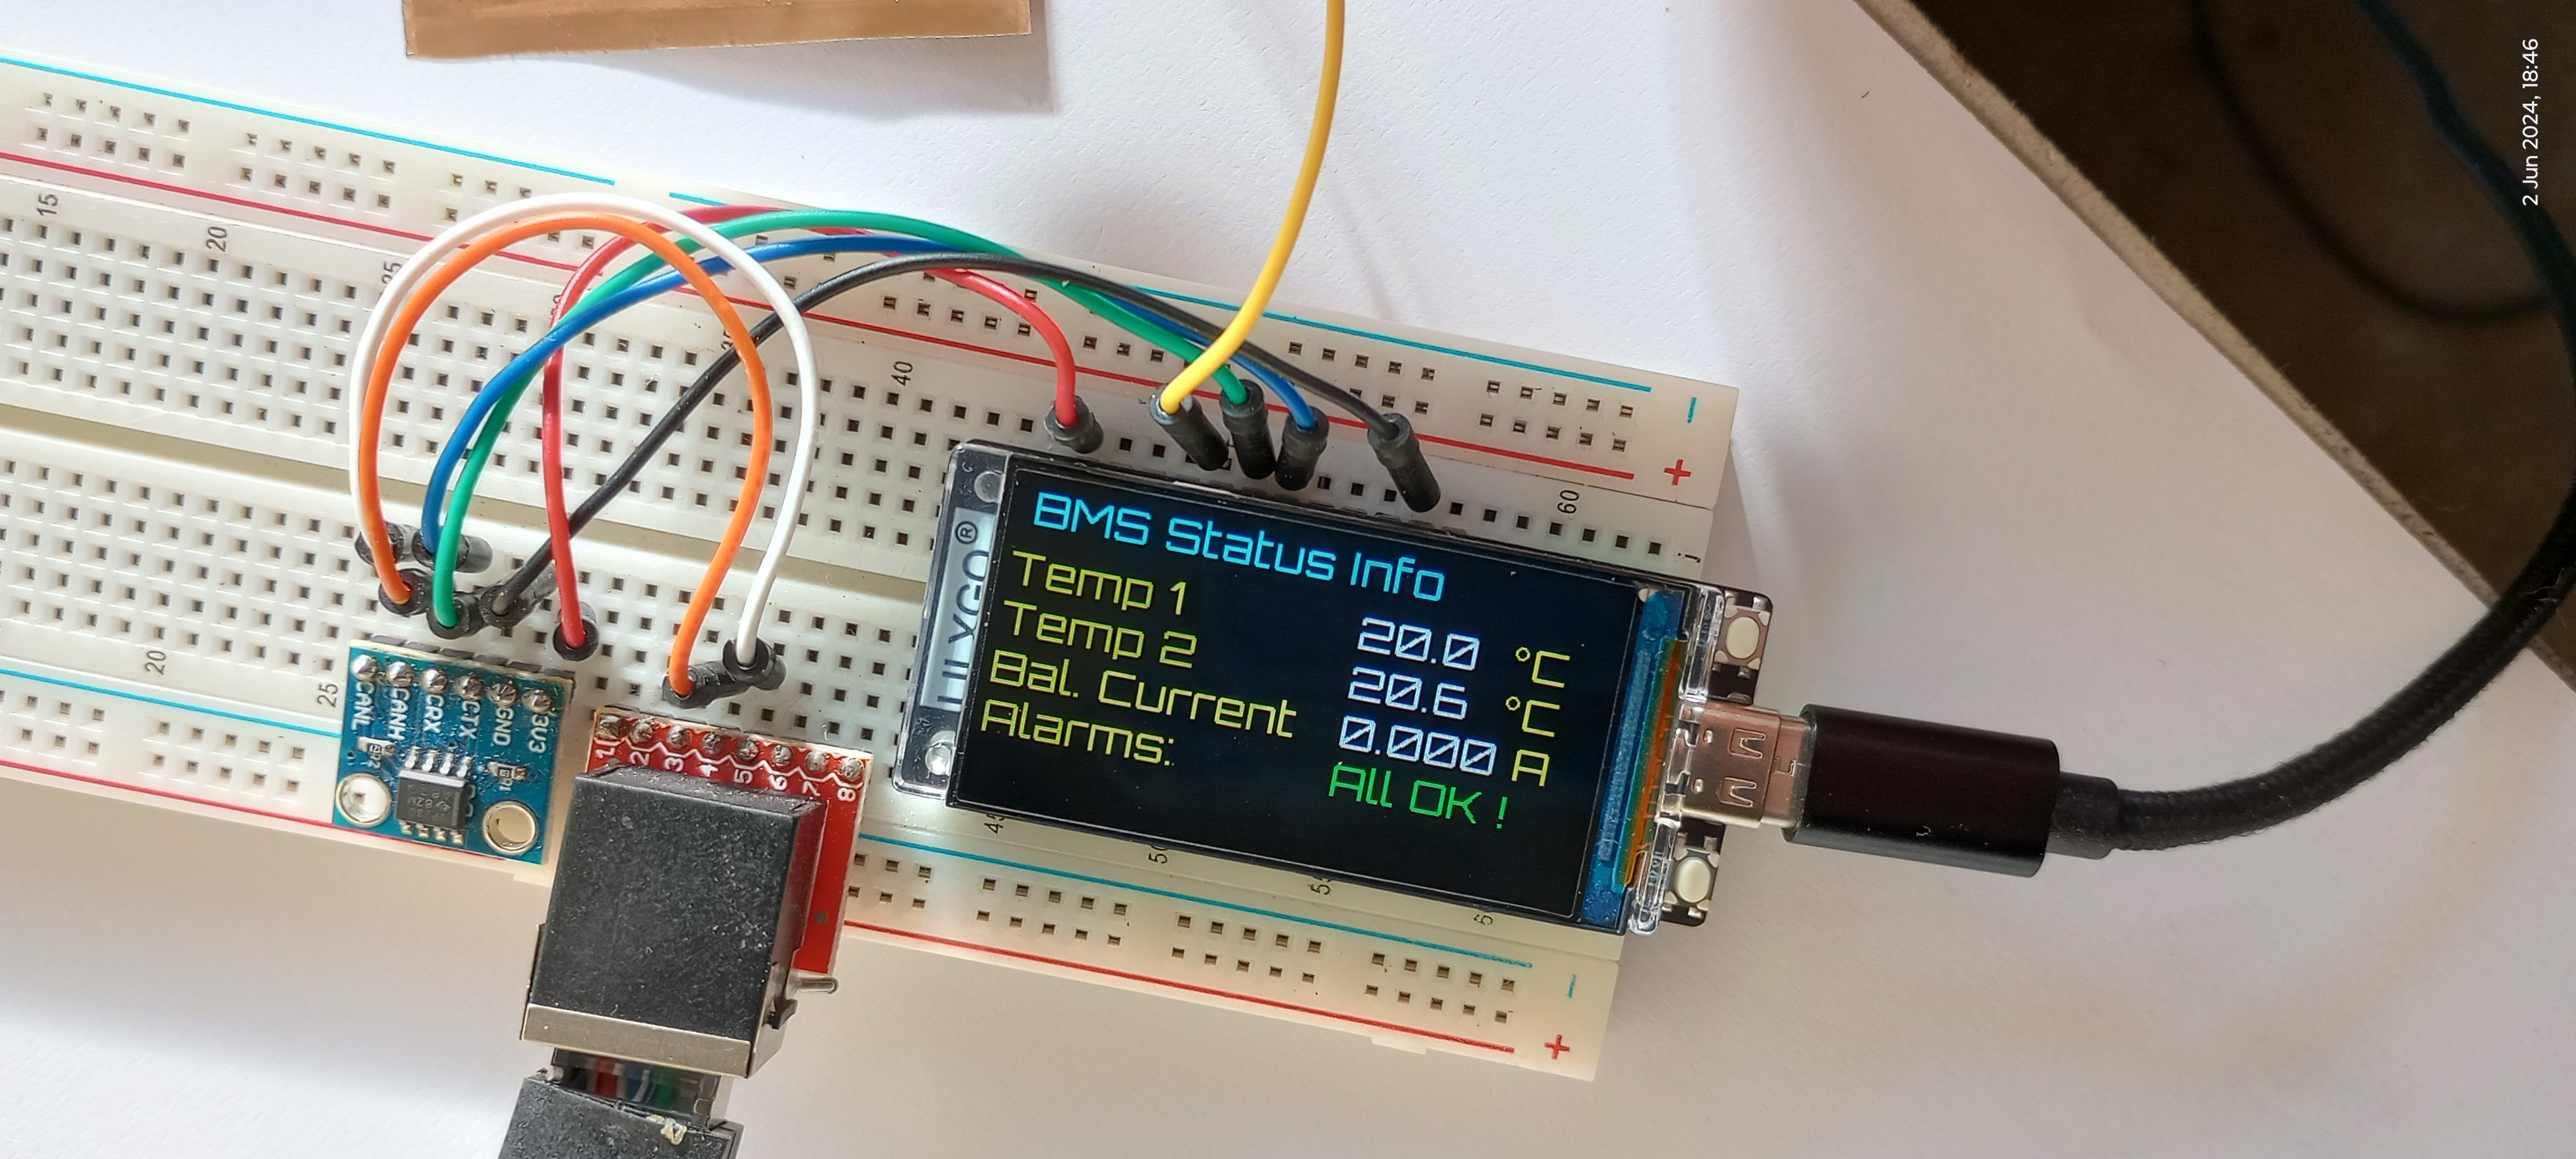 15
20
20
25
25
CANL
CANH
CRX
CTX
GND
3V3
R2
R1
1
2
3
4
5
6
7
8
40
45
LILYGO®
BMS Status Info
Temp 1 20.0 °C
Temp 2 20.6 °C
Bal. Current 0.000 A
Alarms: All OK!
50
55
60
+ −
+ −
j
2 Jun 2024, 18:46